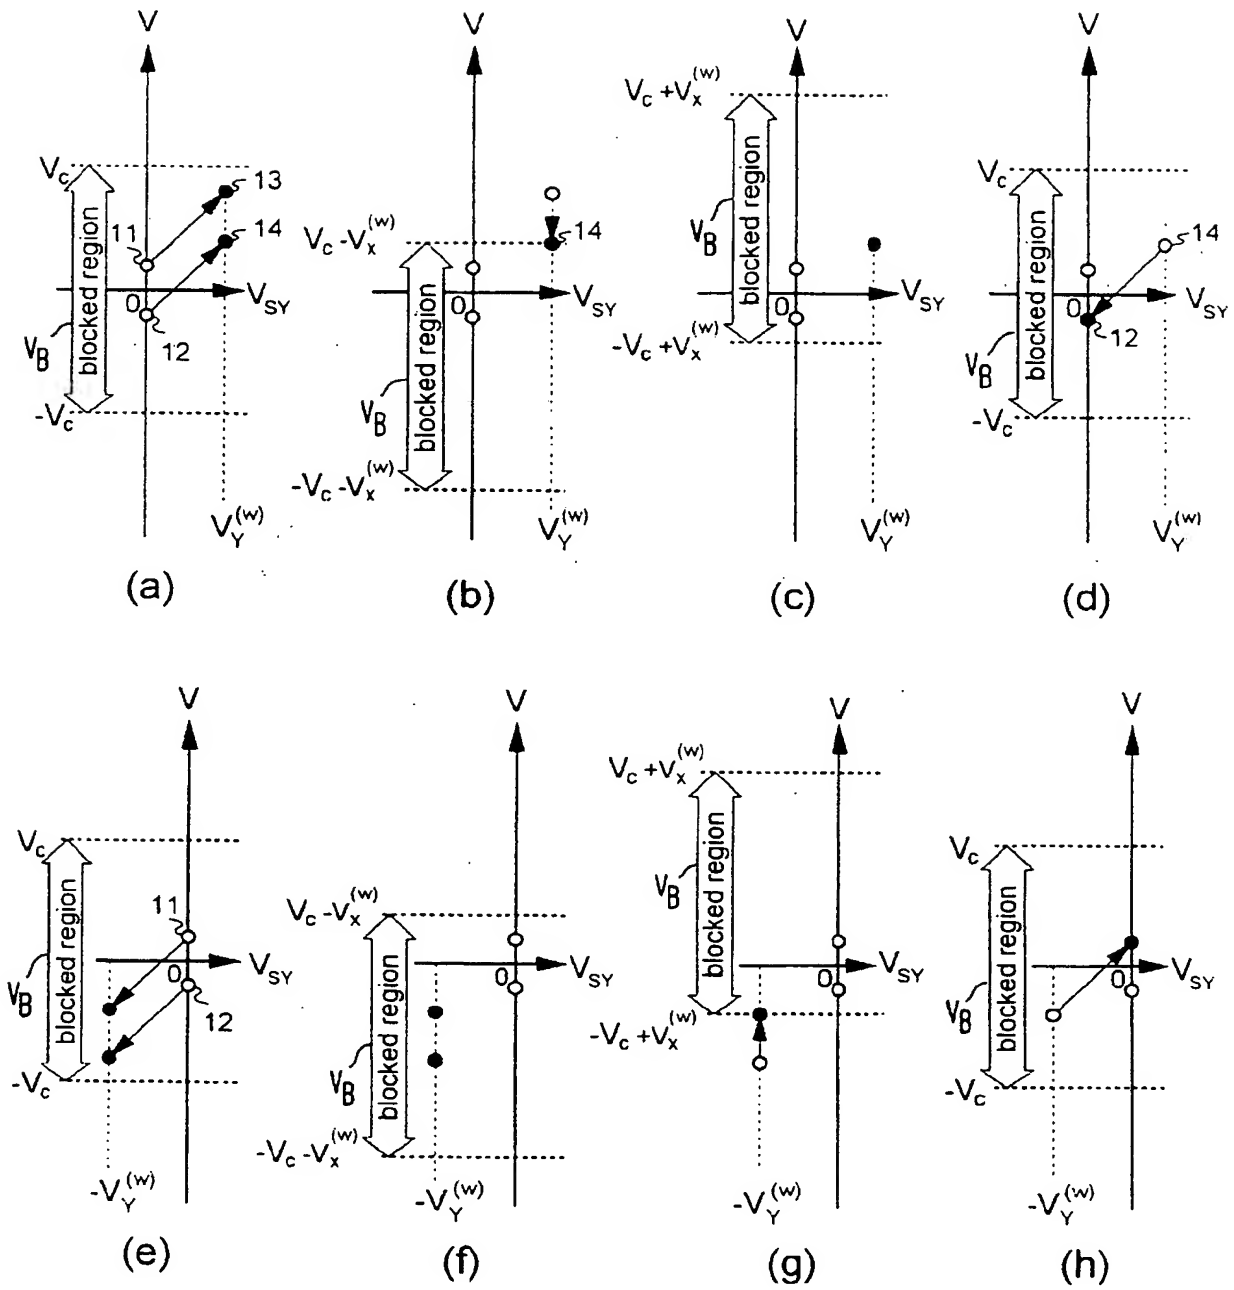 V
V_c
13
14
11
0
V_SY
12
V_B
blocked region
-V_c
V_Y^(w)
(a)
V
V_c -V_x^(w)
14
0
V_SY
V_B
blocked region
-V_c -V_x^(w)
V_Y^(w)
(b)
V
V_c +V_x^(w)
V_B
blocked region
0
V_SY
-V_c +V_x^(w)
V_Y^(w)
(c)
V
V_c
14
0
V_SY
12
V_B
blocked region
-V_c
V_Y^(w)
(d)
V
V_c
11
0
V_SY
12
V_B
blocked region
-V_c
-V_Y^(w)
(e)
V
V_c -V_x^(w)
0
V_SY
V_B
blocked region
-V_c -V_x^(w)
-V_Y^(w)
(f)
V
V_c +V_x^(w)
V_B
blocked region
0
V_SY
-V_c +V_x^(w)
-V_Y^(w)
(g)
V
V_c
0
V_SY
V_B
blocked region
-V_c
-V_Y^(w)
(h)